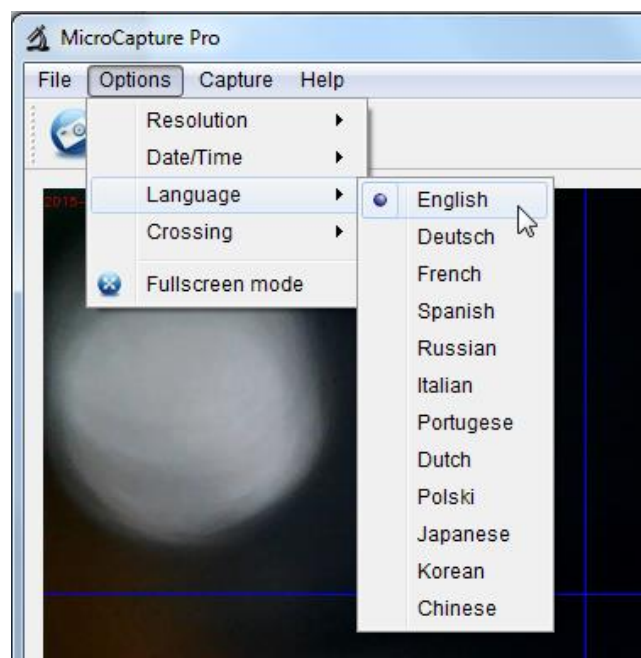 MicroCapture Pro
File Options Capture Help
Resolution
Date/Time
Language
Crossing
Fullscreen mode
2015-
English
Deutsch
French
Spanish
Russian
Italian
Portugese
Dutch
Polski
Japanese
Korean
Chinese